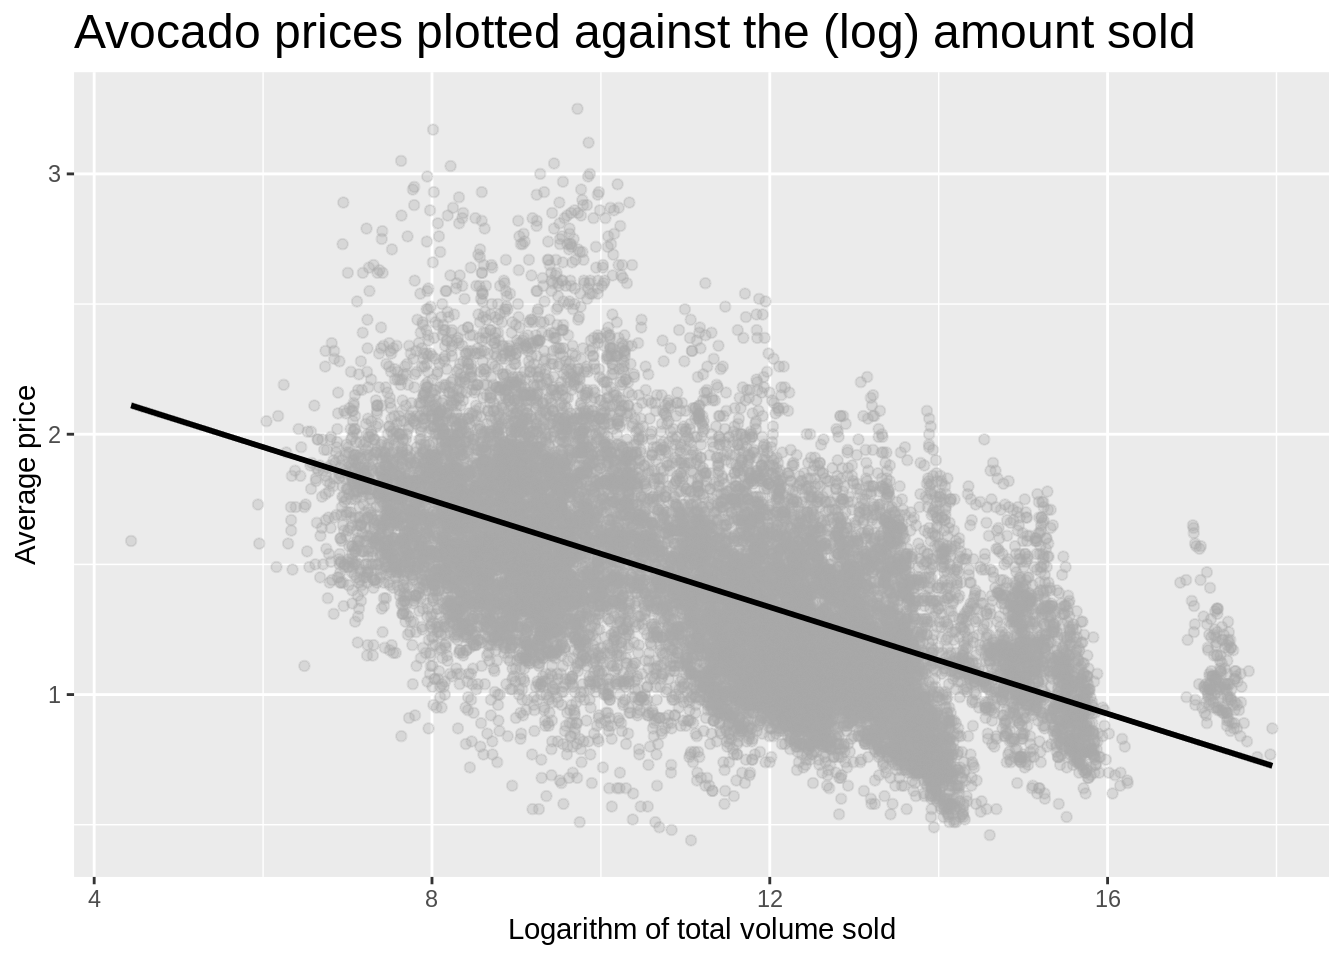 Avocado prices plotted against the (log) amount sold
3
2
1
Average price
4 8 12 16
Logarithm of total volume sold